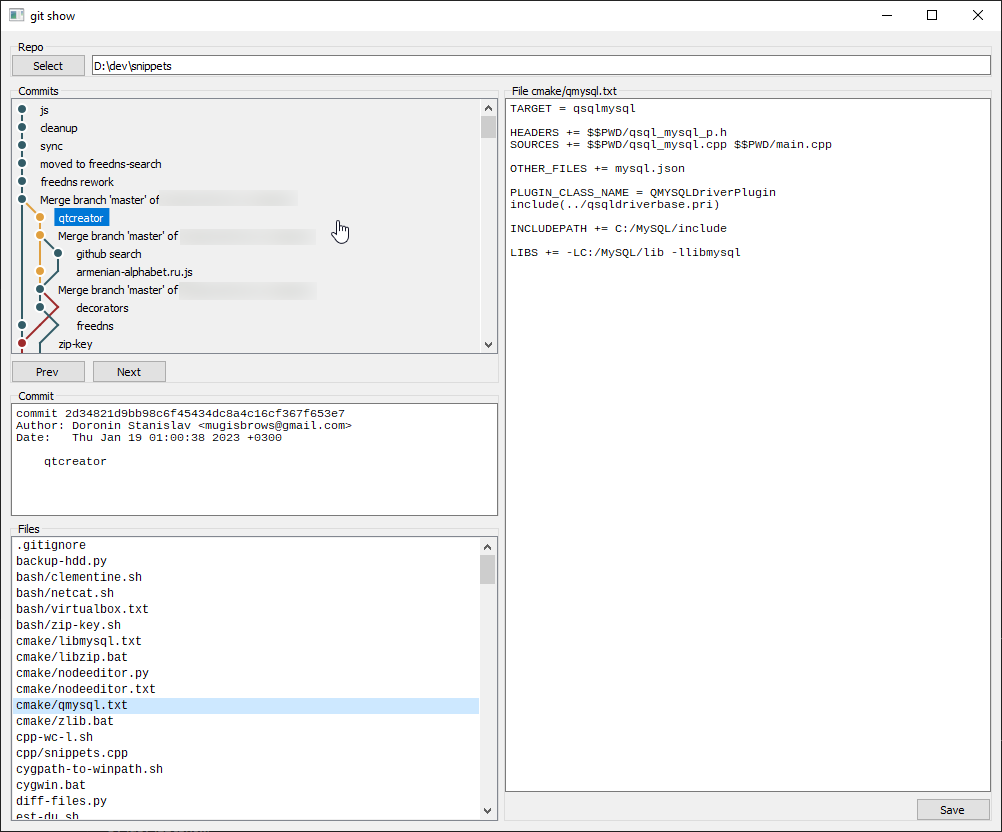 git show
Repo
Select
D:\dev\snippets
Commits
js
cleanup
sync
moved to freedns-search
freedns rework
Merge branch 'master' of
qtcreator
Merge branch 'master' of
github search
armenian-alphabet.ru.js
Merge branch 'master' of
decorators
freedns
zip-key
Prev
Next
Commit
commit 2d34821d9bb98c6f45434dc8a4c16cf367f653e7
Author: Doronin Stanislav <mugisbrows@gmail.com>
Date:   Thu Jan 19 01:00:38 2023 +0300
qtcreator
Files
.gitignore
backup-hdd.py
bash/clementine.sh
bash/netcat.sh
bash/virtualbox.txt
bash/zip-key.sh
cmake/libmysql.txt
cmake/libzip.bat
cmake/nodeeditor.py
cmake/nodeeditor.txt
cmake/qmysql.txt
cmake/zlib.bat
cpp-wc-l.sh
cpp/snippets.cpp
cygpath-to-winpath.sh
cygwin.bat
diff-files.py
est-du.sh
File cmake/qmysql.txt
TARGET = qsqlmysql
HEADERS += $$PWD/qsql_mysql_p.h
SOURCES += $$PWD/qsql_mysql.cpp $$PWD/main.cpp
OTHER_FILES += mysql.json
PLUGIN_CLASS_NAME = QMYSQLDriverPlugin
include(../qsqldriverbase.pri)
INCLUDEPATH += C:/MySQL/include
LIBS += -LC:/MySQL/lib -llibmysql
Save